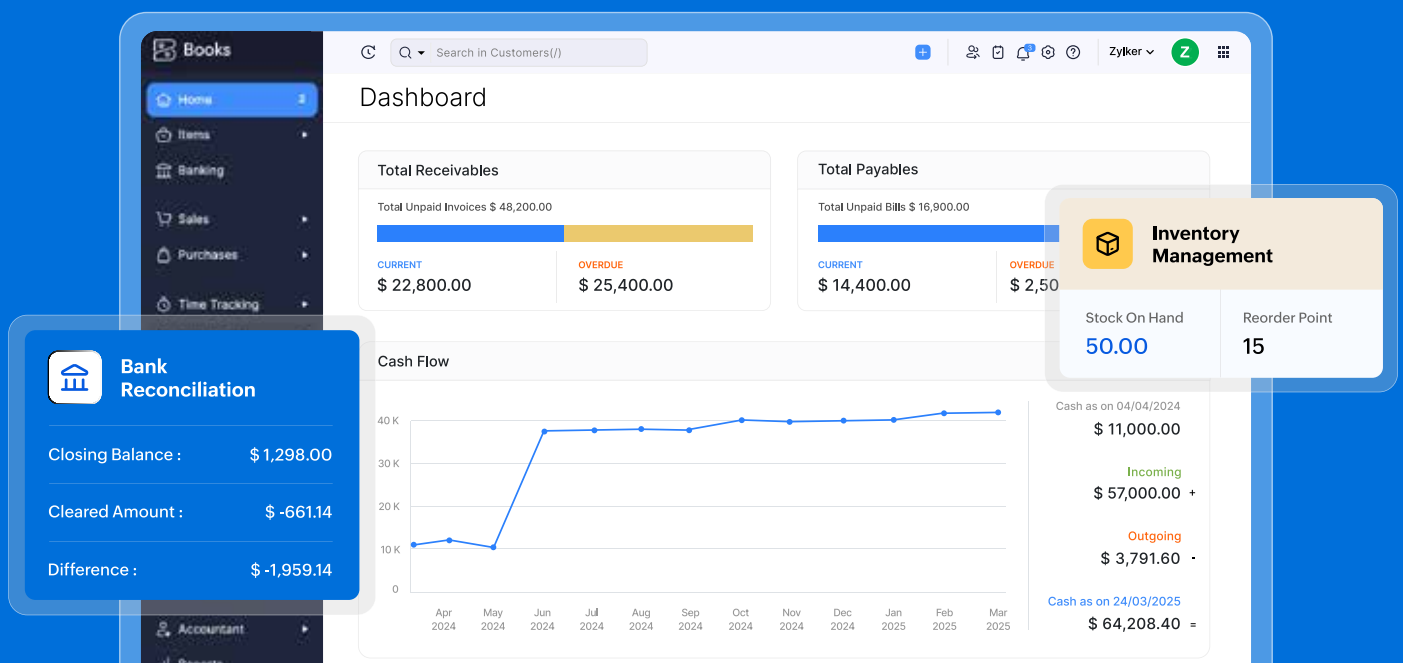 Books
Search in Customers(/)
3
Zylker
Z
Home
3
Items
Banking
Sales
Purchases
Time Tracking
Dashboard
Total Receivables
Total Unpaid Invoices $ 48,200.00
CURRENT
OVERDUE
$ 22,800.00
$ 25,400.00
Total Payables
Total Unpaid Bills $ 16,900.00
CURRENT
OVERDUE
$ 14,400.00
$ 2,50
Inventory
Management
Stock On Hand
Reorder Point
50.00
15
Bank
Reconciliation
Closing Balance :
$ 1,298.00
Cleared Amount :
$ -661.14
Difference :
$ -1,959.14
Cash Flow
40 K
30 K
20 K
10 K
0
Apr
2024
May
2024
Jun
2024
Jul
2024
Aug
2024
Sep
2024
Oct
2024
Nov
2024
Dec
2024
Jan
2025
Feb
2025
Mar
2025
Cash as on 04/04/2024
$ 11,000.00
Incoming
$ 57,000.00 +
Outgoing
$ 3,791.60 -
Cash as on 24/03/2025
$ 64,208.40 =
Accountant